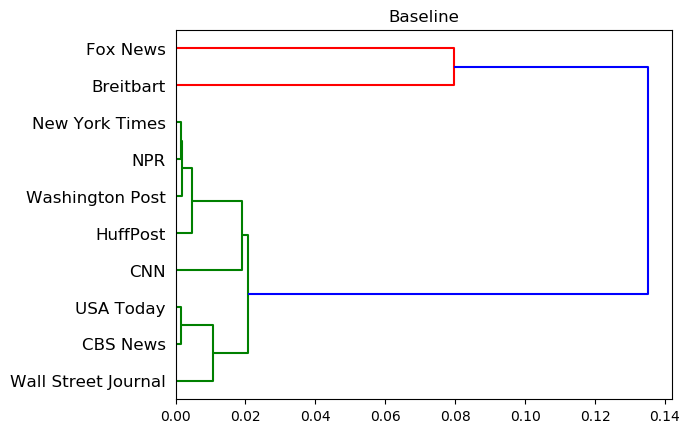 Baseline
Fox News
Breitbart
New York Times
NPR
Washington Post
HuffPost
CNN
USA Today
CBS News
Wall Street Journal
0.00 0.02 0.04 0.06 0.08 0.10 0.12 0.14